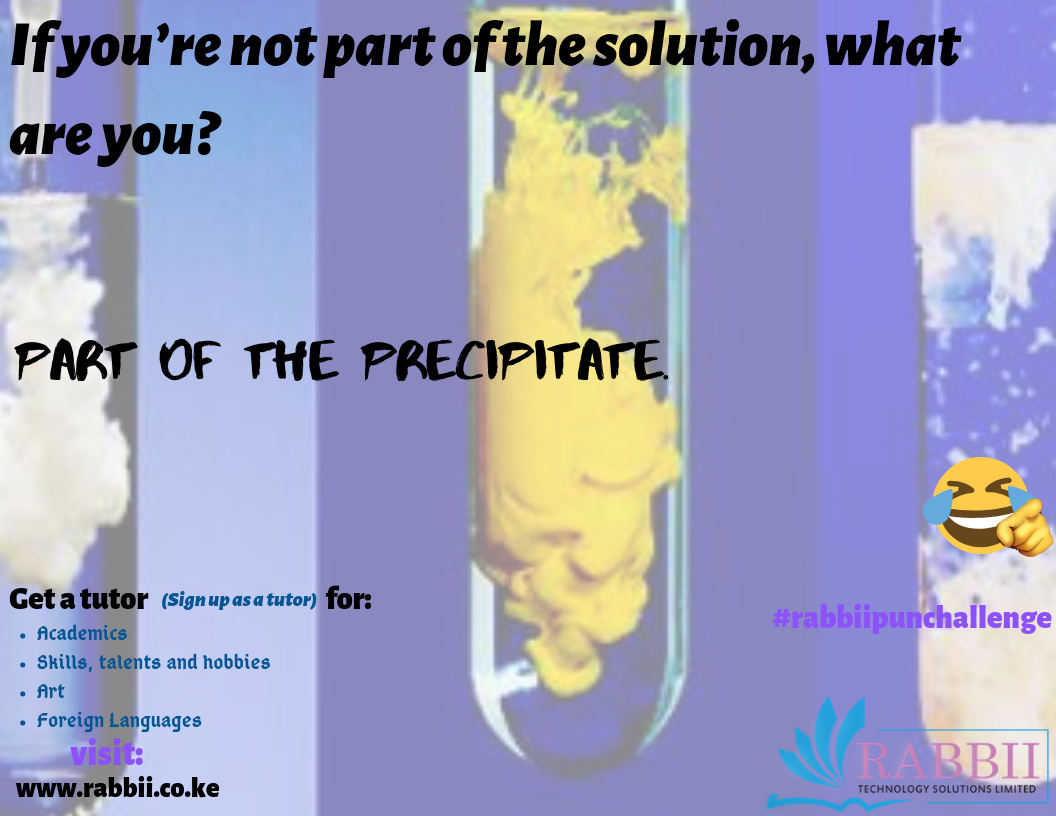 If you're not part of the solution, what
are you?
PART OF THE PRECIPITATE.
Get a tutor (Sign up as a tutor) for:
• Academics
• Skills, talents and hobbies
• Art
• Foreign Languages
visit:
www.rabbii.co.ke
#rabbiipunchallenge
RABBII
TECHNOLOGY SOLUTIONS LIMITED